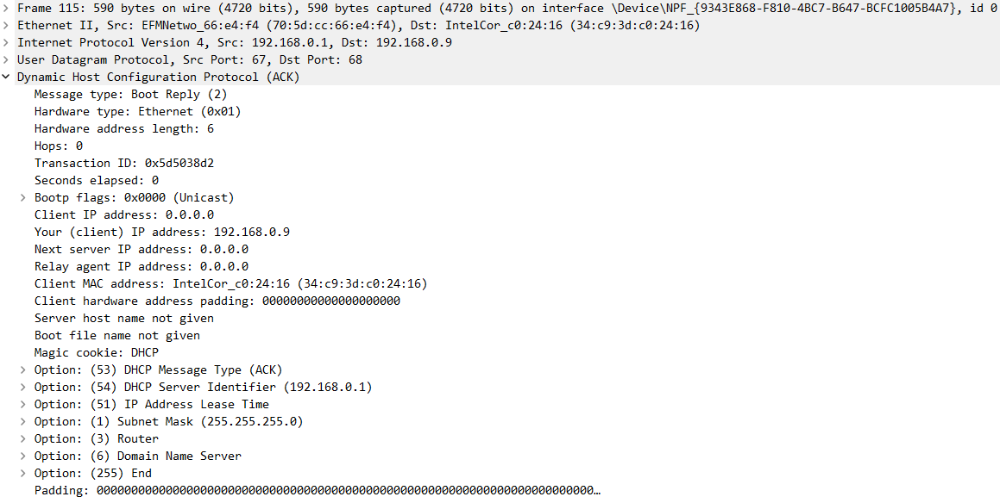 Frame 115: 590 bytes on wire (4720 bits), 590 bytes captured (4720 bits) on interface \Device\NPF_{9343E868-F810-4BC7-B647-BCFC1005B4A7}, id 0
Ethernet II, Src: EFMNetwo_66:e4:f4 (70:5d:cc:66:e4:f4), Dst: IntelCor_c0:24:16 (34:c9:3d:c0:24:16)
Internet Protocol Version 4, Src: 192.168.0.1, Dst: 192.168.0.9
User Datagram Protocol, Src Port: 67, Dst Port: 68
Dynamic Host Configuration Protocol (ACK)
Message type: Boot Reply (2)
Hardware type: Ethernet (0x01)
Hardware address length: 6
Hops: 0
Transaction ID: 0x5d5038d2
Seconds elapsed: 0
Bootp flags: 0x0000 (Unicast)
Client IP address: 0.0.0.0
Your (client) IP address: 192.168.0.9
Next server IP address: 0.0.0.0
Relay agent IP address: 0.0.0.0
Client MAC address: IntelCor_c0:24:16 (34:c9:3d:c0:24:16)
Client hardware address padding: 00000000000000000000
Server host name not given
Boot file name not given
Magic cookie: DHCP
Option: (53) DHCP Message Type (ACK)
Option: (54) DHCP Server Identifier (192.168.0.1)
Option: (51) IP Address Lease Time
Option: (1) Subnet Mask (255.255.255.0)
Option: (3) Router
Option: (6) Domain Name Server
Option: (255) End
Padding: 000000000000000000000000000000000000000000000000000000000000000000000000…